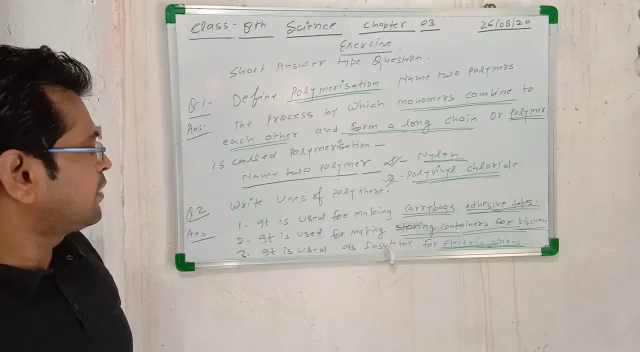 Class - 8th Science Chapter 03 26/08/20
Exercise
Short Answer type Question.
Q.1. Define Polymerisation. Name two polymers.
Ans. The process by which monomers combine to
each other and form a long chain or Polymer
is called Polymerisation -
Name two polymer 1. Nylon
2. Polyvinyl chloride.
Q.2 Write uses of polythene.
Ans. 1. It is used for making Carrybags, adhesive tapes.
2. It is used for making storing containers for kitchen
3. It is used as Insulator for Electric wires